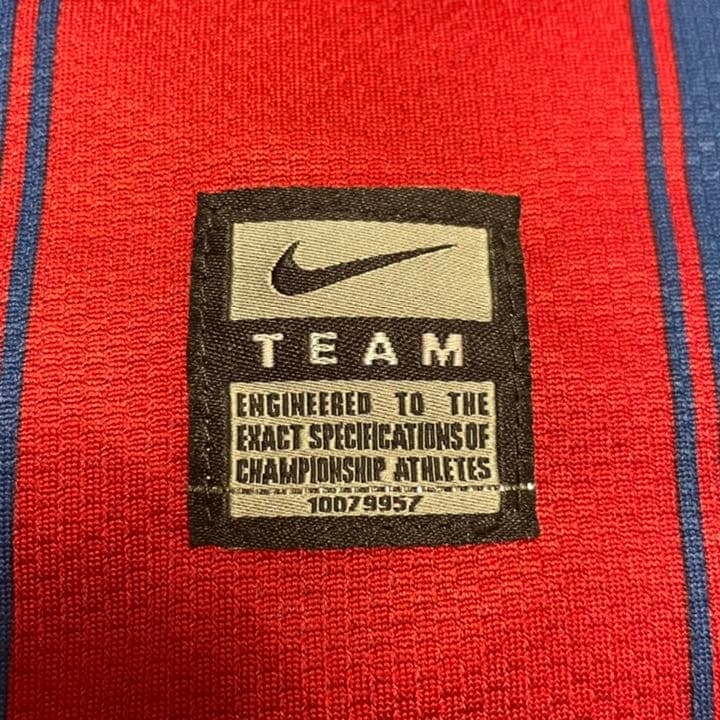 TEAM
ENGINEERED TO THE
EXACT SPECIFICATIONS OF
CHAMPIONSHIP ATHLETES
10079957